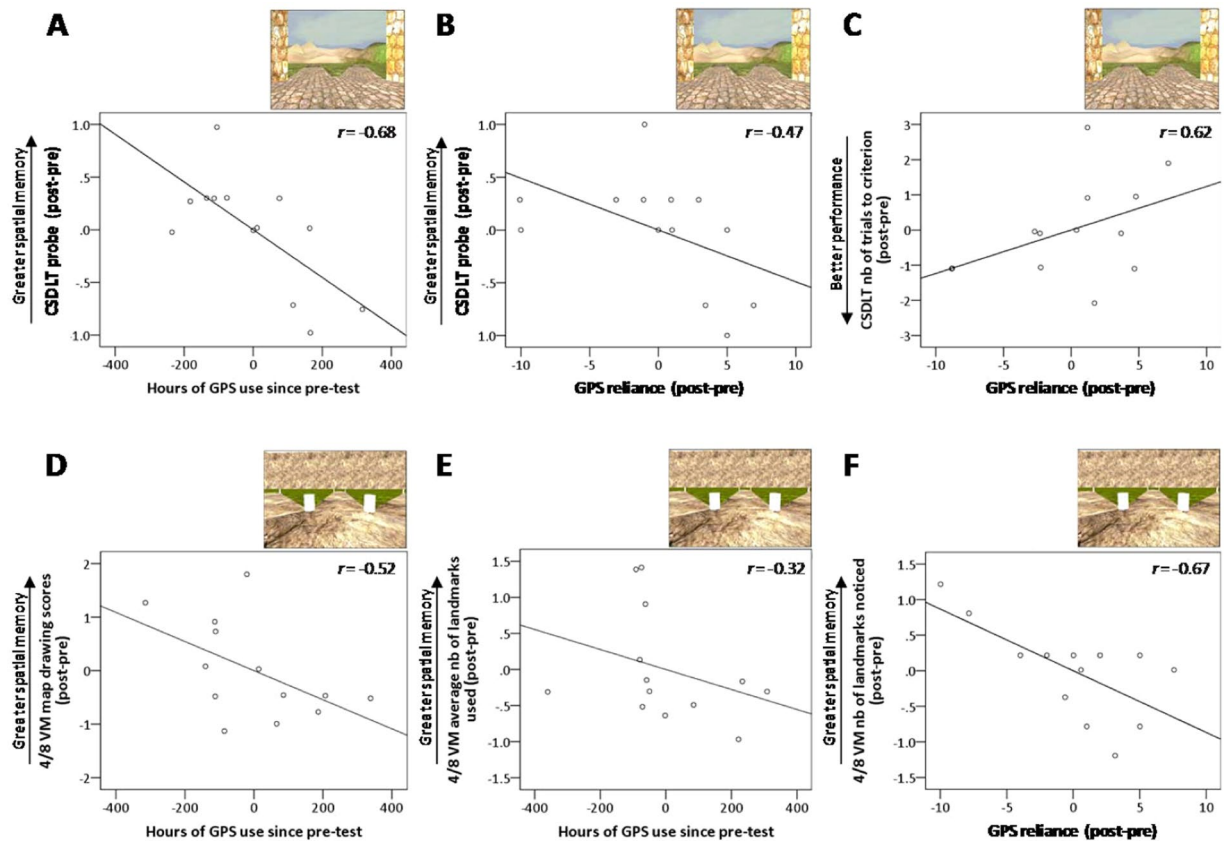 A
B
C
r = -0.68
r = -0.47
r = 0.62
Greater spatial memory
CSDLT probe (post-pre)
1.0
.5
.0
-.5
1.0
-400
-200
0
200
400
Hours of GPS use since pre-test
Greater spatial memory
CSDLT probe (post-pre)
1.0
.5
.0
-.5
1.0
-10
-5
0
5
10
GPS reliance (post-pre)
Better performance
CSDLT nb of trials to criterion
(post-pre)
3
2
1
0
-1
-2
-3
-10
-5
0
5
10
GPS reliance (post-pre)
D
E
F
r = -0.52
r = -0.32
r = -0.67
Greater spatial memory
4/8 VM map drawing scores
(post-pre)
2
1
0
-1
-2
-400
-200
0
200
400
Hours of GPS use since pre-test
Greater spatial memory
4/8 VM average nb of landmarks
used (post-pre)
1.5
1.0
.5
.0
-.5
-1.0
-1.5
-400
-200
0
200
400
Hours of GPS use since pre-test
Greater spatial memory
4/8 VM nb of landmarks noticed
(post-pre)
1.5
1.0
.5
.0
-.5
-1.0
-1.5
-10
-5
0
5
10
GPS reliance (post-pre)